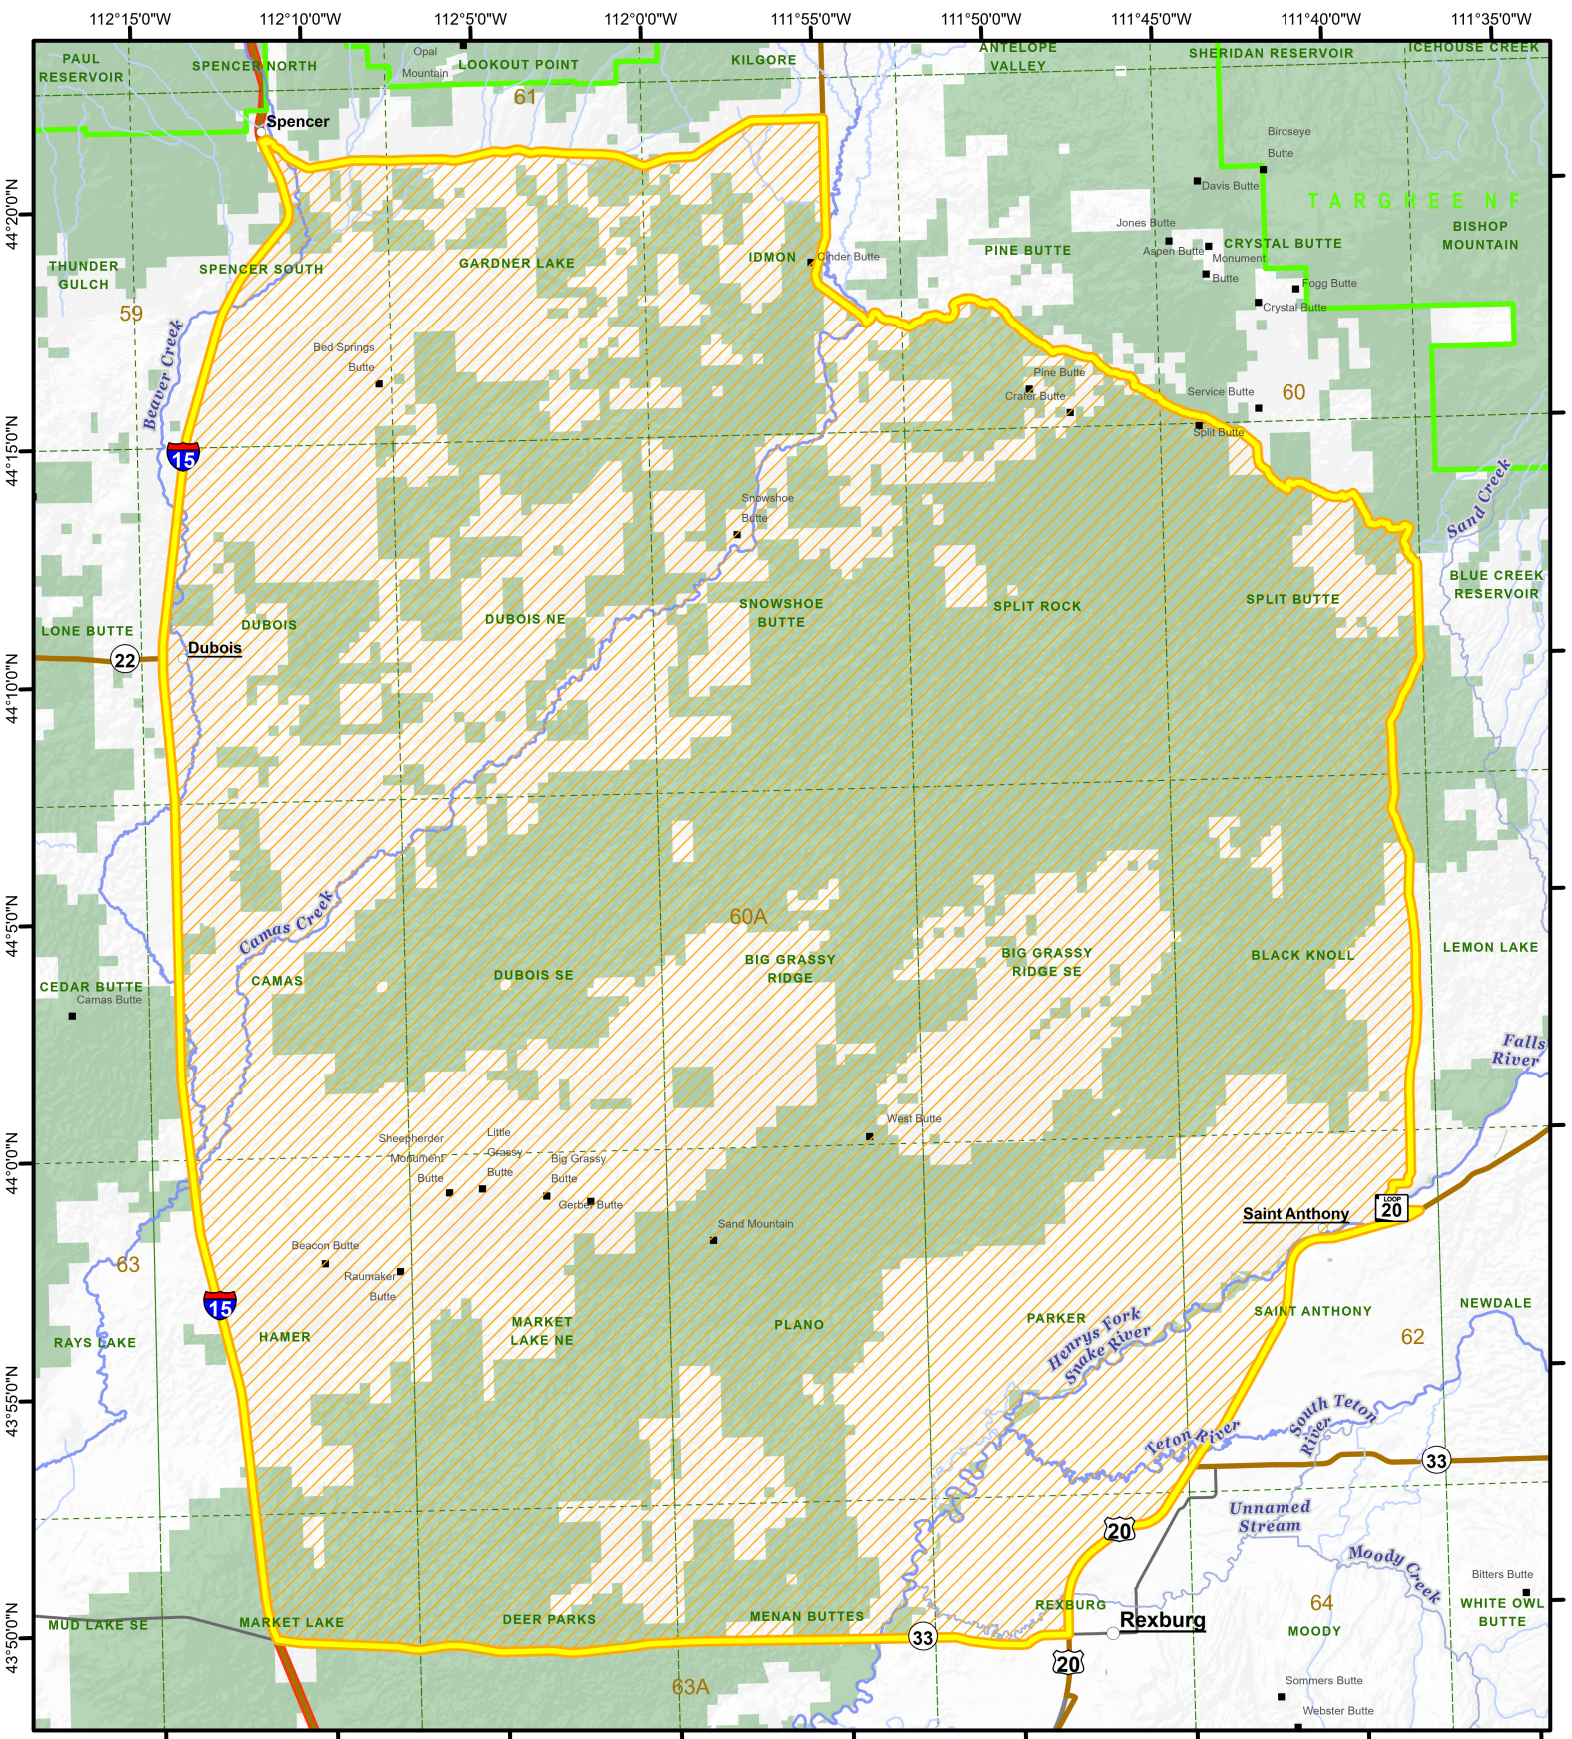 112°15'0"W
112°10'0"W
112°5'0"W
112°0'0"W
111°55'0"W
111°50'0"W
111°45'0"W
111°40'0"W
111°35'0"W
PAUL
RESERVOIR
SPENCER NORTH
Opal
Mountain
LOOKOUT POINT
KILGORE
ANTELOPE
VALLEY
SHERIDAN RESERVOIR
ICEHOUSE CREEK
61
Spencer
Bircseye
Butte
Davis Butte
TARGHEE NF
44°20'0"N
Jones Butte
Aspen Butte
CRYSTAL BUTTE
Monument
Butte
BISHOP
MOUNTAIN
THUNDER
GULCH
SPENCER SOUTH
GARDNER LAKE
IDMON
Cinder Butte
PINE BUTTE
Fogg Butte
Crystal Butte
59
Beaver Creek
Bed Springs
Butte
Pine Butte
Crater Butte
Service Butte
60
Split Butte
44°15'0"N
15
Snowshoe
Butte
Sand Creek
BLUE CREEK
RESERVOIR
LONE BUTTE
22
Dubois
DUBOIS
DUBOIS NE
SNOWSHOE
BUTTE
SPLIT ROCK
SPLIT BUTTE
44°10'0"N
44°5'0"N
60A
Camas Creek
CEDAR BUTTE
Camas Butte
CAMAS
DUBOIS SE
BIG GRASSY
RIDGE
BIG GRASSY
RIDGE SE
BLACK KNOLL
LEMON LAKE
Falls
River
West Butte
44°0'0"N
Sheepherder
Monument
Butte
Little
Grassy
Butte
Big Grassy
Butte
Gerber Butte
Sand Mountain
Saint Anthony
LOOP
20
Beacon Butte
Raumaker
Butte
63
15
RAYS LAKE
HAMER
MARKET
LAKE NE
PLANO
PARKER
Henrys Fork
Snake River
SAINT ANTHONY
NEWDALE
62
43°55'0"N
Teton River
South Teton
River
33
Unnamed
Stream
20
Moody Creek
Bitters Butte
WHITE OWL
BUTTE
43°50'0"N
MUD LAKE SE
MARKET LAKE
DEER PARKS
MENAN BUTTES
33
REXBURG
Rexburg
64
MOODY
20
63A
Sommers Butte
Webster Butte